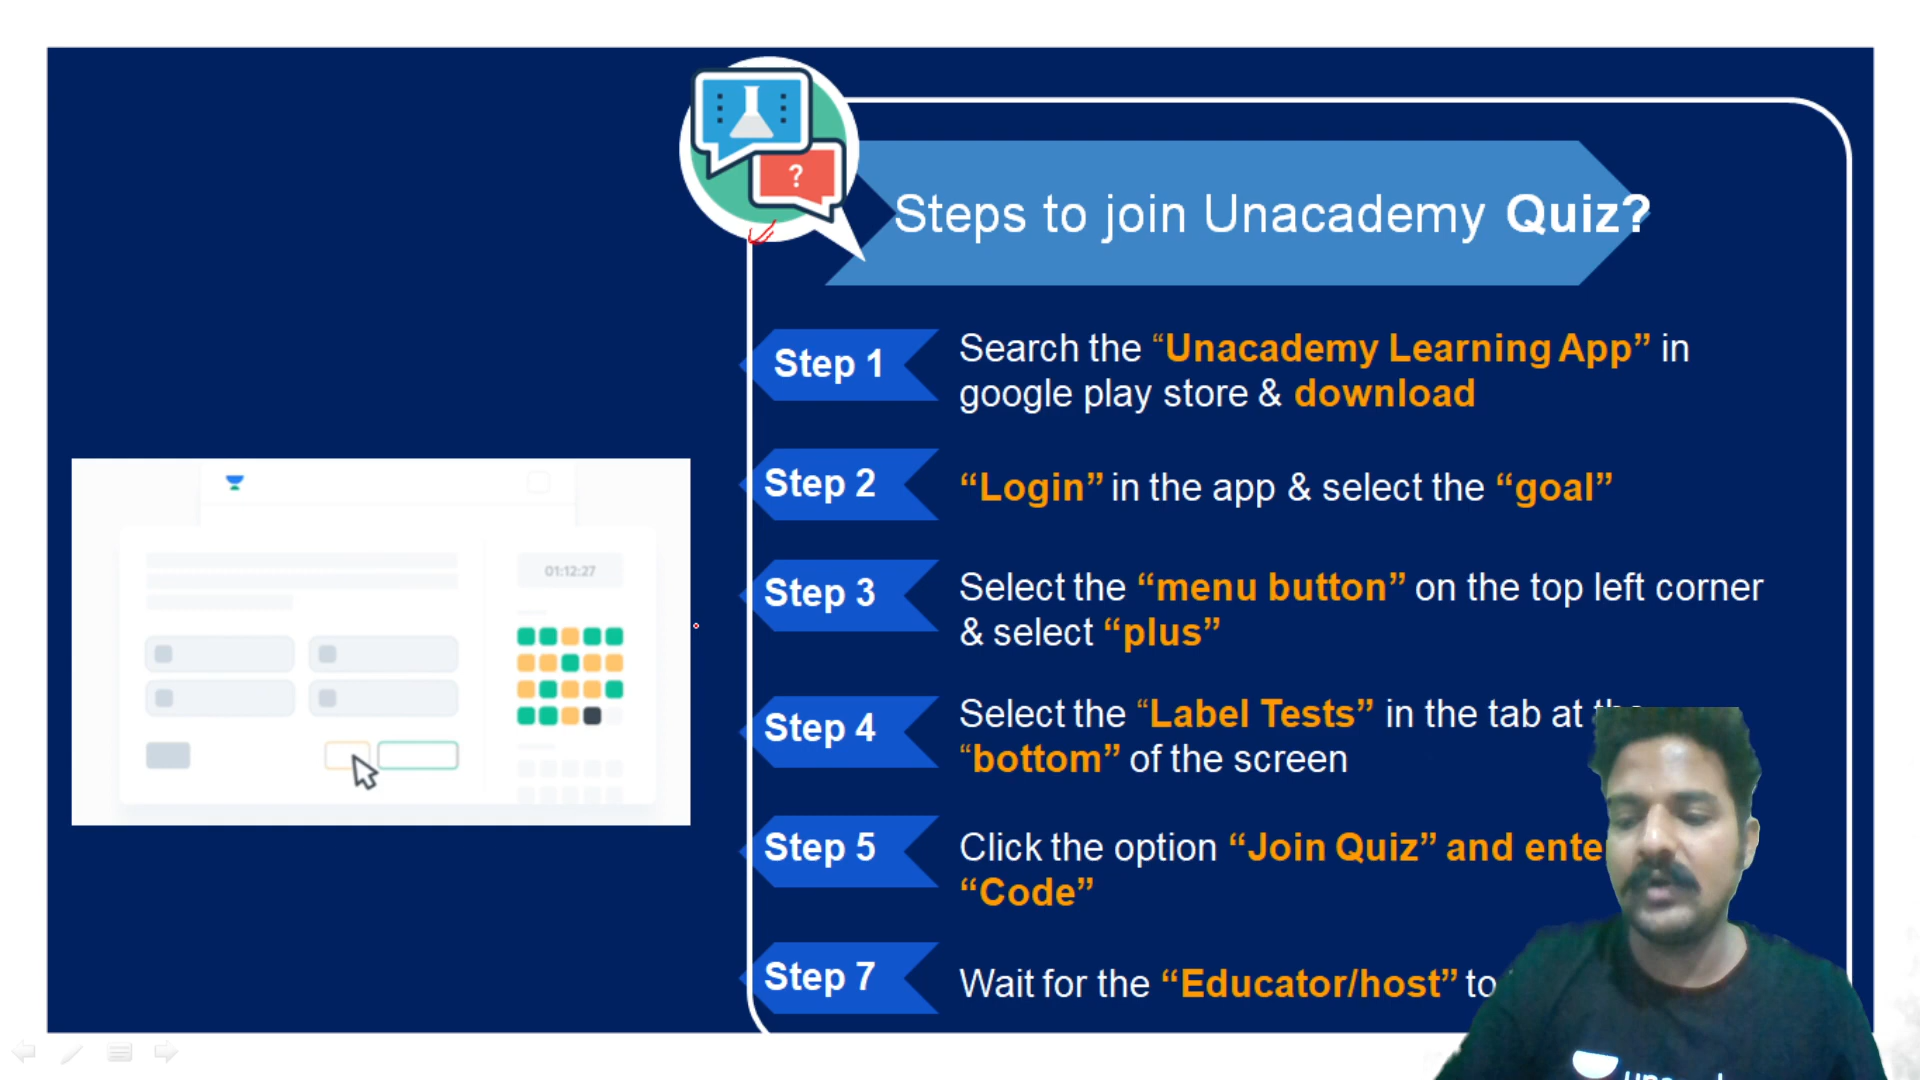 ?
Steps to join Unacademy Quiz?
Step 1
Search the “Unacademy Learning App” in
google play store & download
Step 2
“Login” in the app & select the “goal”
01:12:27
Step 3
Select the “menu button” on the top left corner
& select “plus”
Step 4
Select the “Label Tests” in the tab at the
“bottom” of the screen
Step 5
Click the option “Join Quiz” and ente
“Code”
Step 7
Wait for the “Educator/host” to